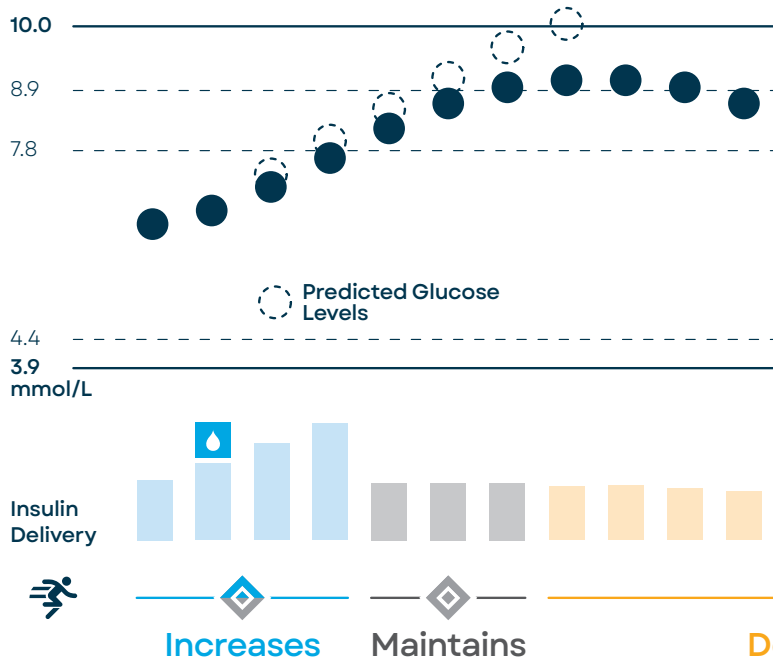 10.0
8.9
7.8
Predicted Glucose
Levels
4.4
3.9
mmol/L
Insulin
Delivery
Increases
Maintains
D